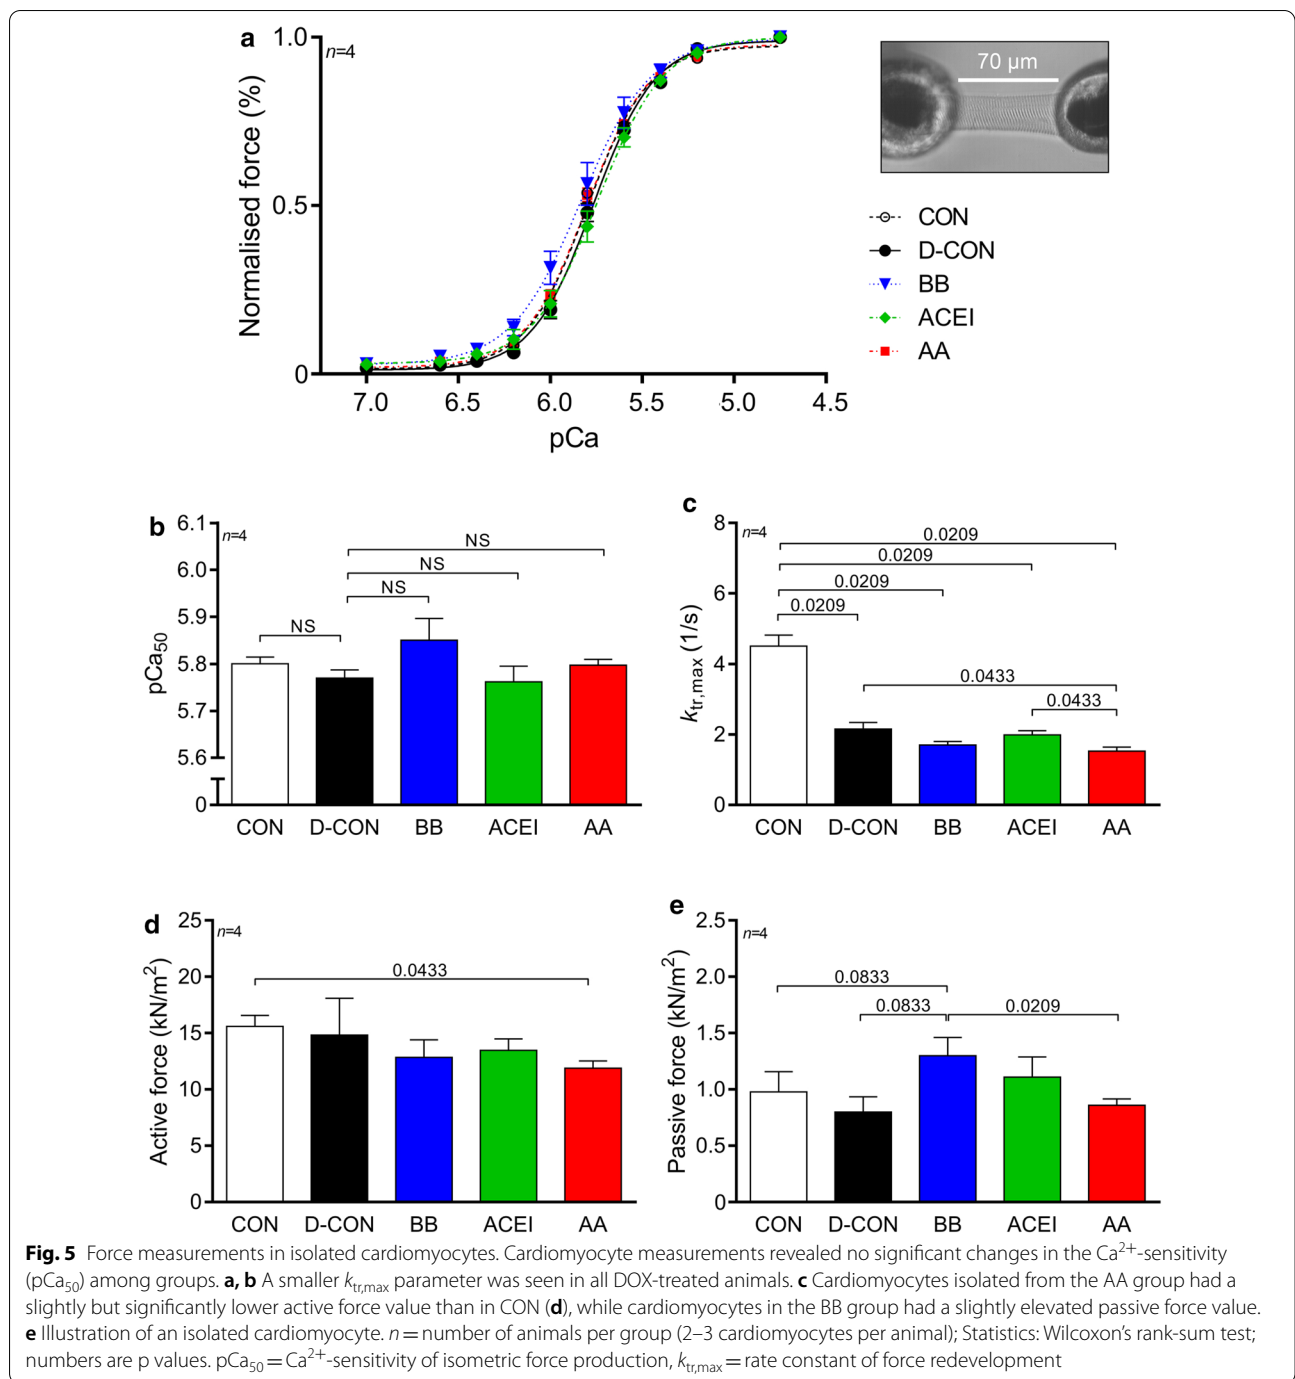 a
n=4
1.0
0.5
0
Normalised force (%)
7.0 6.5 6.0 5.5 5.0 4.5
pCa
70 µm
CON
D-CON
BB
ACEI
AA
b
n=4
6.1
6.0
5.9
5.8
5.7
5.6
0
pCa50
NS
NS
NS
NS
CON D-CON BB ACEI AA
c
n=4
8
6
4
2
0
ktr,max (1/s)
0.0209
0.0209
0.0209
0.0209
0.0433
0.0433
CON D-CON BB ACEI AA
d
n=4
25
20
15
10
5
0
Active force (kN/m²)
0.0433
CON D-CON BB ACEI AA
e
n=4
2.5
2.0
1.5
1.0
0.5
0
Passive force (kN/m²)
0.0833
0.0833 0.0209
CON D-CON BB ACEI AA
Fig. 5 Force measurements in isolated cardiomyocytes. Cardiomyocyte measurements revealed no significant changes in the Ca²⁺-sensitivity
(pCa50) among groups. a, b A smaller ktr,max parameter was seen in all DOX-treated animals. c Cardiomyocytes isolated from the AA group had a
slightly but significantly lower active force value than in CON (d), while cardiomyocytes in the BB group had a slightly elevated passive force value.
e Illustration of an isolated cardiomyocyte. n = number of animals per group (2–3 cardiomyocytes per animal); Statistics: Wilcoxon's rank-sum test;
numbers are p values. pCa50 = Ca²⁺-sensitivity of isometric force production, ktr,max = rate constant of force redevelopment